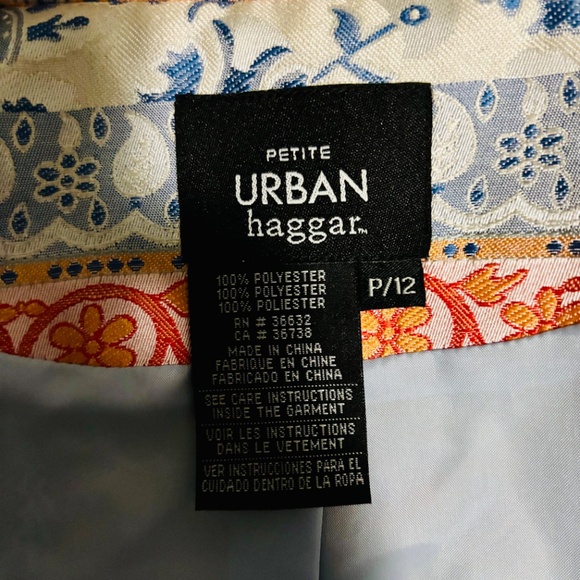 PETITE
URBAN
haggar™
P/12
100% POLYESTER
100% POLYESTER
100% POLIESTER
RN # 36632
CA # 36738
MADE IN CHINA
FABRIQUE EN CHINE
FABRICADO EN CHINA
SEE CARE INSTRUCTIONS
INSIDE THE GARMENT
VOIR LES INSTRUCTIONS
DANS LE VETEMENT
VER INSTRUCCIONES PARA EL
CUIDADO DENTRO DE LA ROPA